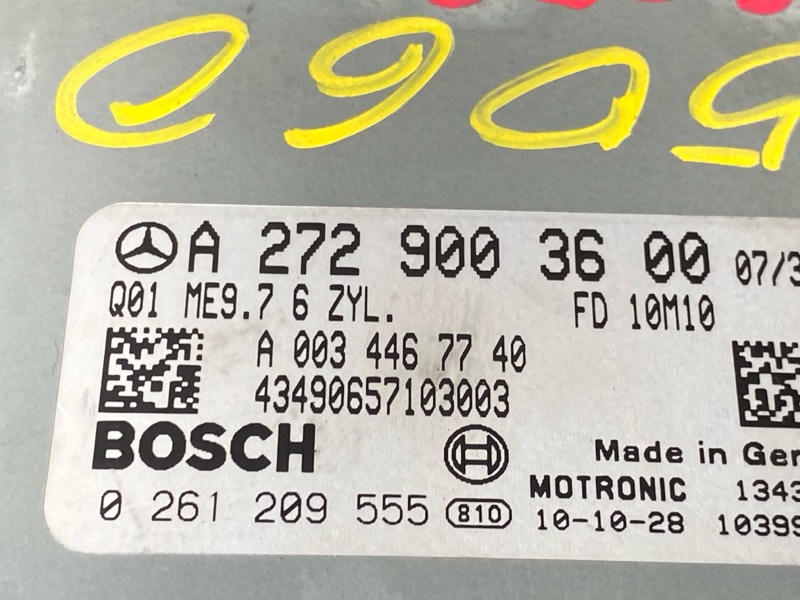 A 272 900 36 00 07/3
Q01 ME9.7 6 ZYL. FD 10M10
A 003 446 77 40
43490657103003
BOSCH
Made in Ger
MOTRONIC 1343
0 261 209 555 810 10-10-28 10399